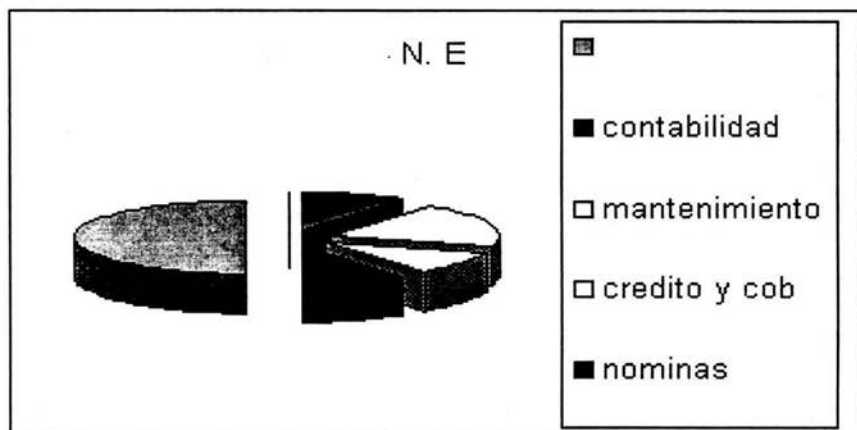 N. E
contabilidad
mantenimiento
credito y cob
nominas